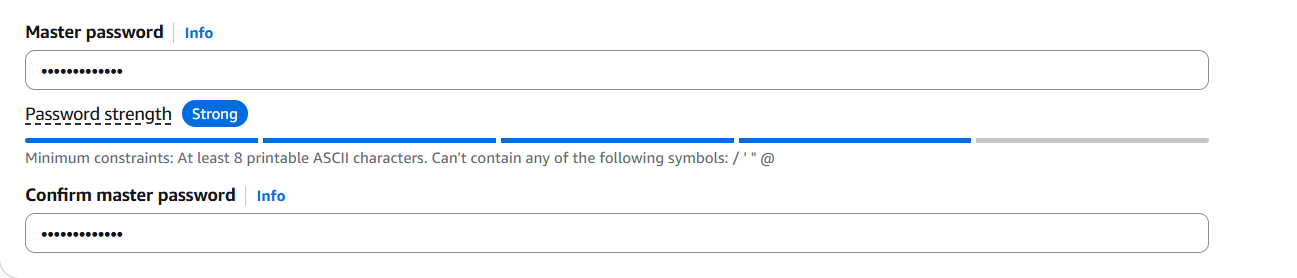 Master password Info
•••••••••••••
Password strength Strong
Minimum constraints: At least 8 printable ASCII characters. Can't contain any of the following symbols: / ' " @
Confirm master password Info
•••••••••••••